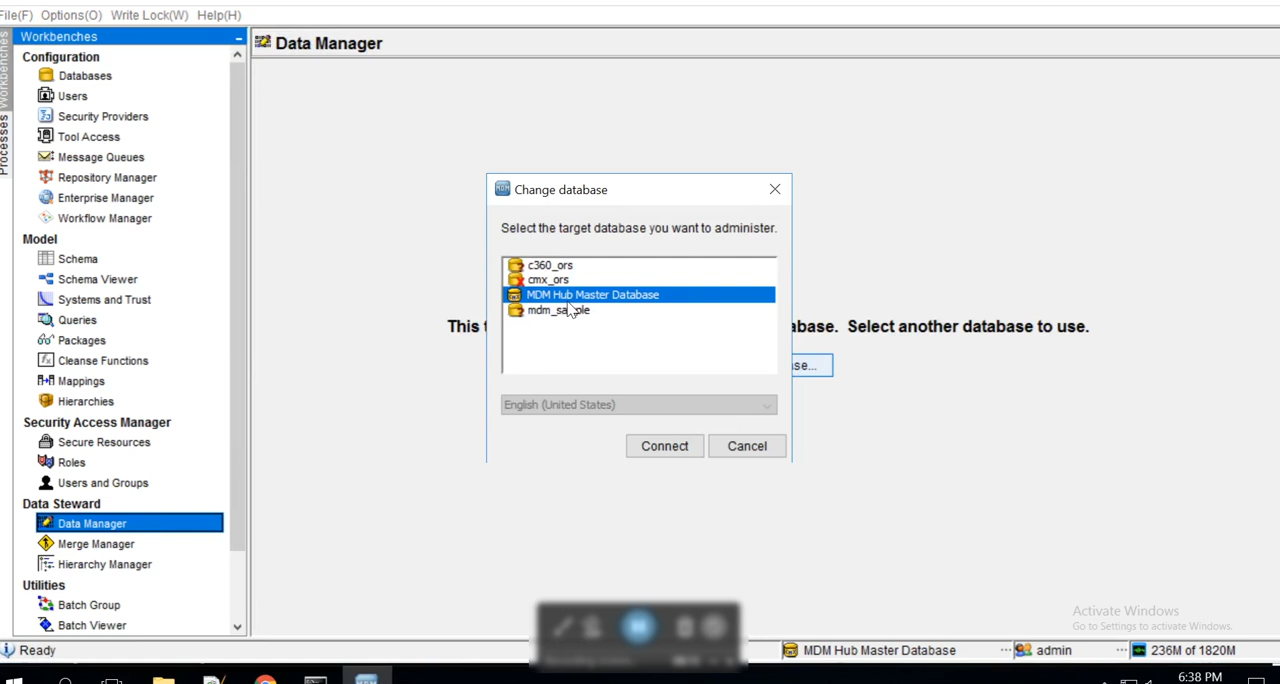 File(F) Options(O) Write Lock(W) Help(H)
Workbenches
Processes
Workbenches
Configuration
Databases
Users
Security Providers
Tool Access
Message Queues
Repository Manager
Enterprise Manager
Workflow Manager
Model
Schema
Schema Viewer
Systems and Trust
Queries
Packages
Cleanse Functions
Mappings
Hierarchies
Security Access Manager
Secure Resources
Roles
Users and Groups
Data Steward
Data Manager
Merge Manager
Hierarchy Manager
Utilities
Batch Group
Batch Viewer
Data Manager
This abase. Select another database to use.
se...
Change database
Select the target database you want to administer.
c360_ors
cmx_ors
MDM Hub Master Database
mdm_sample
English (United States)
Connect Cancel
Activate Windows
Go to Settings to activate Windows.
Ready MDM Hub Master Database ... admin ... 236M of 1820M
6:38 PM